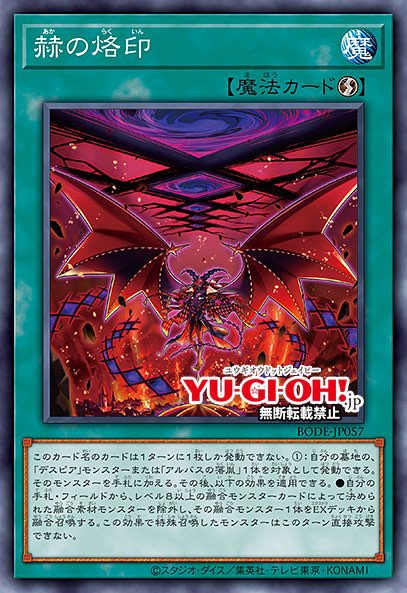 赫の烙印
あか らく いん
魔
【魔法カード】
ま ほう
ユウギオウドットジェイピー
YU-GI-OH!.jp
無断転載禁止
BODE-JP057
このカード名のカードは1ターンに1枚しか発動できない。①:自分の墓地の、
「デスピア」モンスターまたは「アルバスの落胤」1体を対象として発動できる。
そのモンスターを手札に加える。その後、以下の効果を適用できる。●自分の
手札・フィールドから、レベル8以上の融合モンスターカードによって決めら
れた融合素材モンスターを除外し、その融合モンスター1体をEXデッキから
融合召喚する。この効果で特殊召喚したモンスターはこのターン直接攻撃
できない。
©スタジオ・ダイス/集英社・テレビ東京・KONAMI